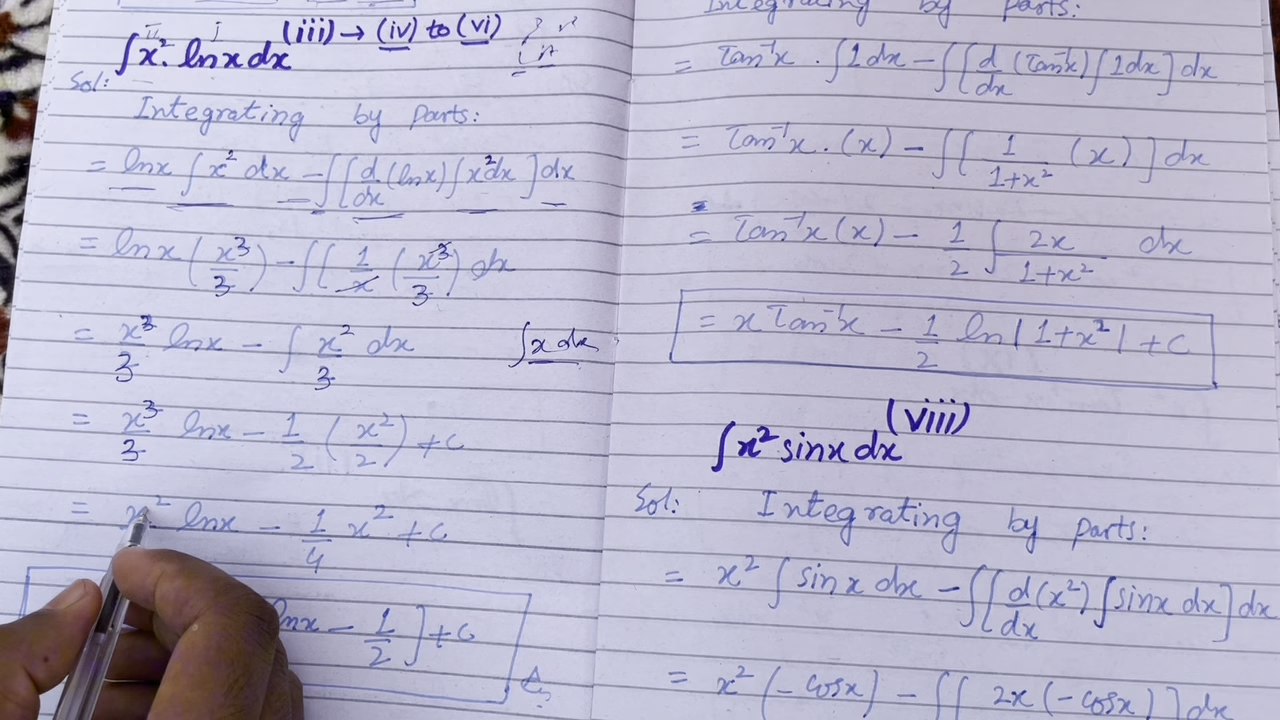 (iii) → (iv) to (vi)
II I
∫x². lnx dx
Sol:
Integrating by parts:
= lnx ∫x² dx - ∫[d/dx (lnx) ∫x²dx] dx
= lnx (x³/3) - ∫[1/x (x³/3) dx
= x³/3 lnx - ∫ x²/3 dx ∫x dx
= x³/3 lnx - 1/2 (x²/2) + c
= x² lnx - 1/4 x² + c
lnx - 1/2] + c
Integrating by parts:
= Tan⁻¹x . ∫1dx - ∫[d/dx (Tan⁻¹x) ∫1dx] dx
= Tan⁻¹x . (x) - ∫[1/1+x² (x)] dx
= Tan⁻¹x (x) - 1/2 ∫ 2x/1+x² dx
= x Tan⁻¹x - 1/2 ln|1+x²| + c
(viii)
∫x² sinx dx
Sol: Integrating by parts:
= x² ∫sinx dx - ∫[d/dx (x²) ∫sinx dx] dx
= x² (-cosx) - ∫[2x (-cosx)] dx